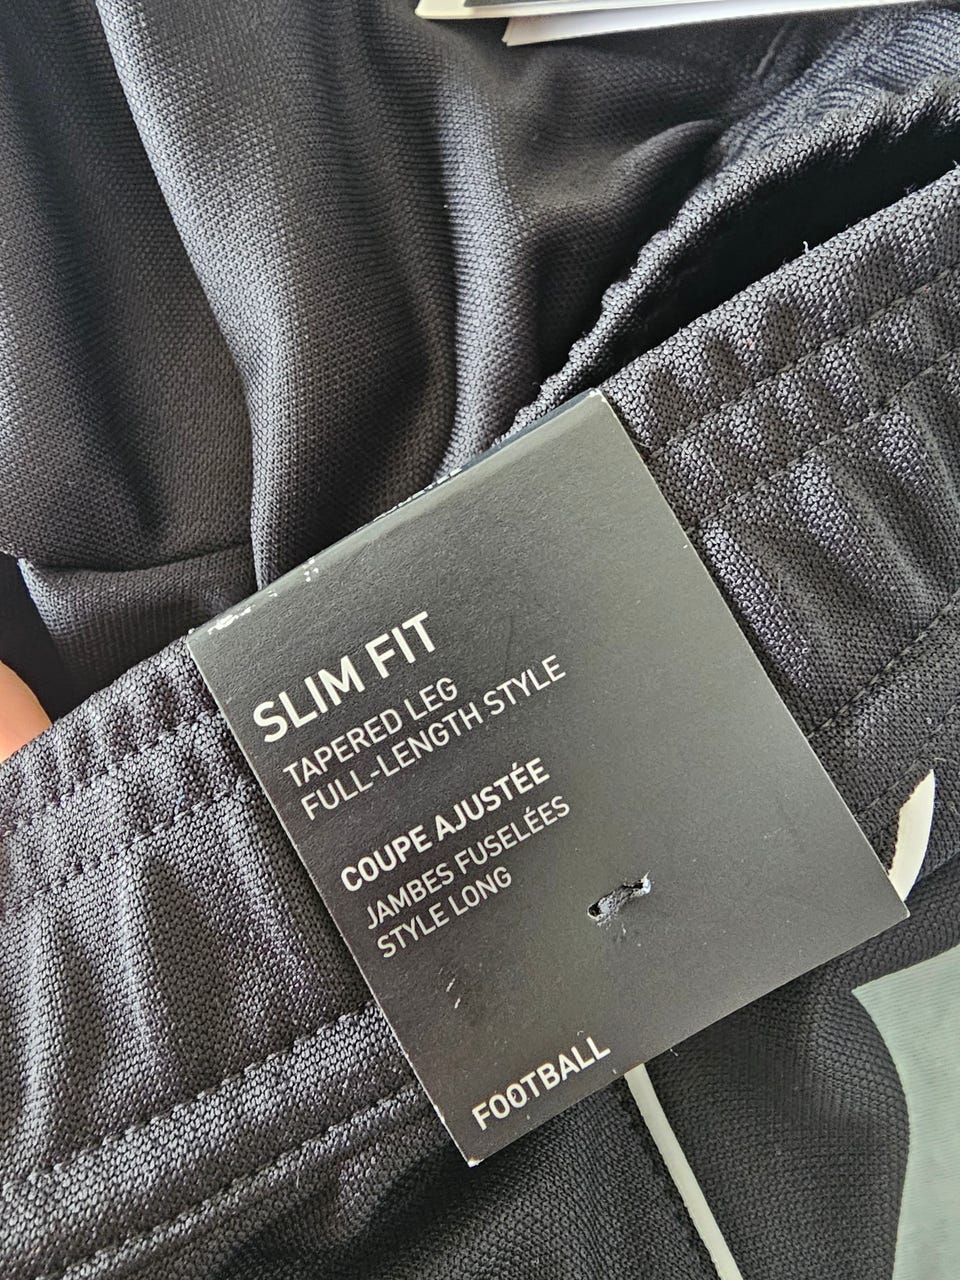 SLIM FIT
TAPERED LEG
FULL-LENGTH STYLE
COUPE AJUSTÉE
JAMBES FUSELÉES
STYLE LONG
FOOTBALL